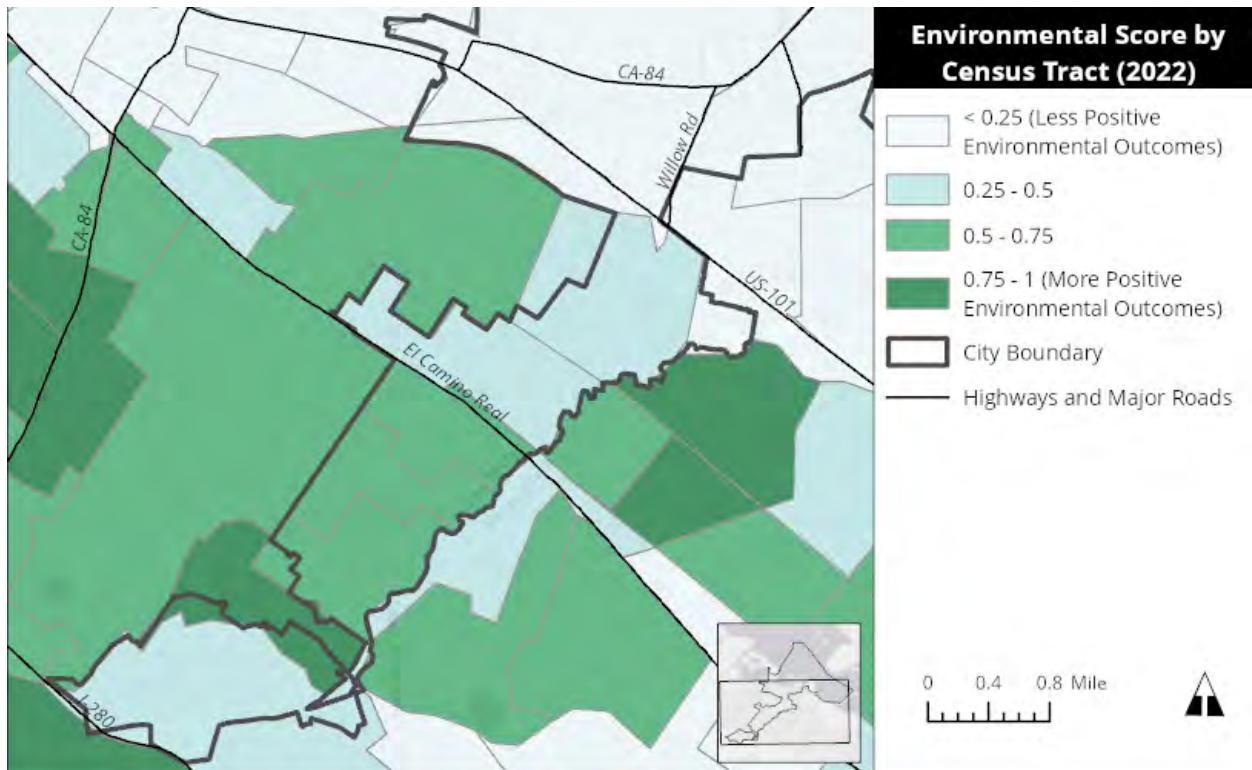 Environmental Score by
Census Tract (2022)
< 0.25 (Less Positive
Environmental Outcomes)
0.25 - 0.5
0.5 - 0.75
0.75 - 1 (More Positive
Environmental Outcomes)
City Boundary
Highways and Major Roads
0 0.4 0.8 Mile
CA-84
Willow Rd
CA-84
US-101
El Camino Real
I-280